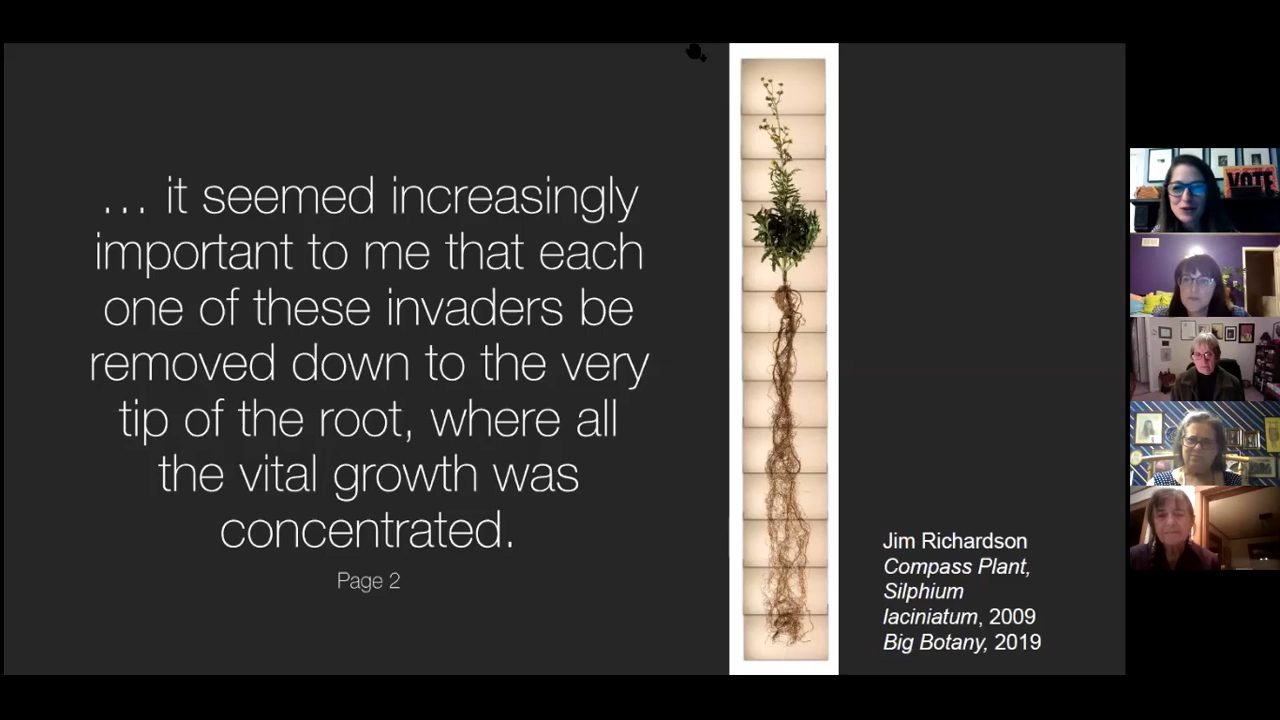 … it seemed increasingly
important to me that each
one of these invaders be
removed down to the very
tip of the root, where all
the vital growth was
concentrated.
Page 2
Jim Richardson
Compass Plant,
Silphium
laciniatum, 2009
Big Botany, 2019
VOTE